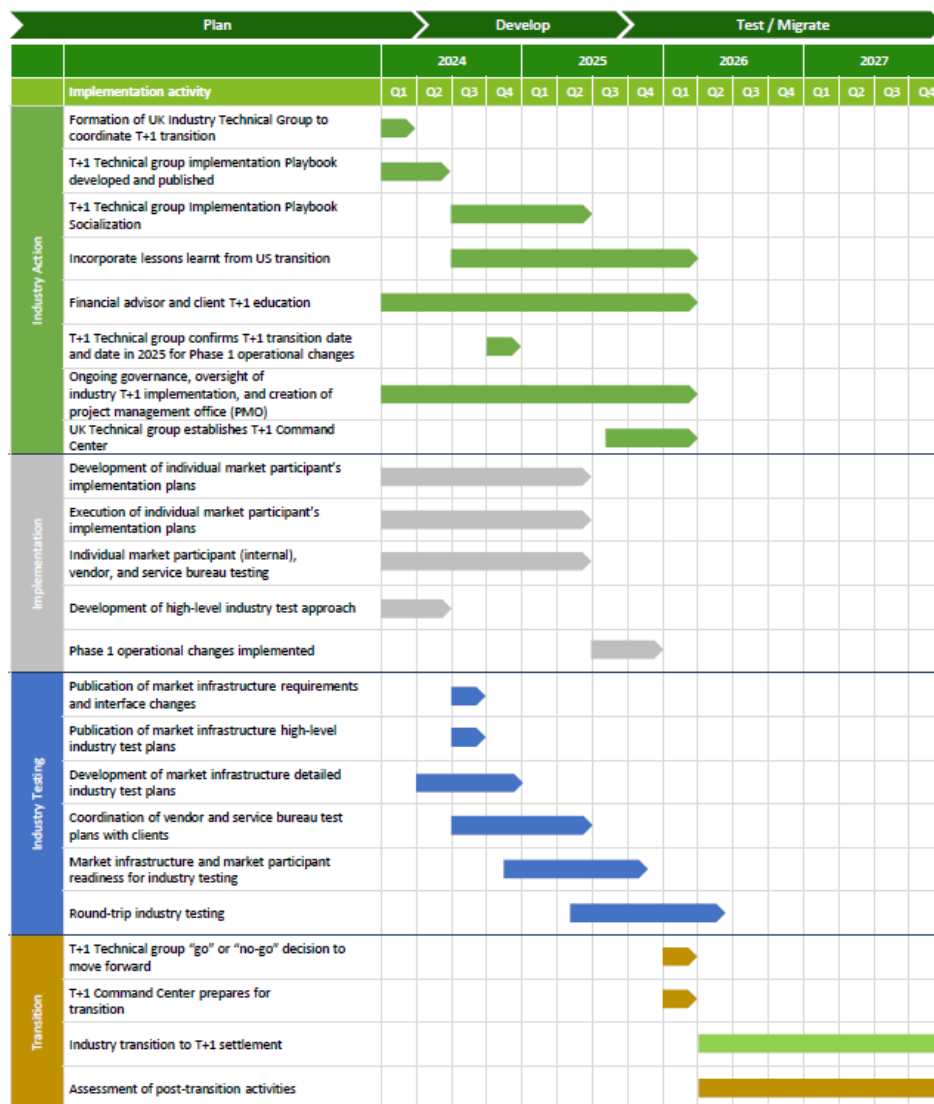 Plan
Develop
Test / Migrate
2024
2025
2026
2027
Implementation activity
Q1
Q2
Q3
Q4
Q1
Q2
Q3
Q4
Q1
Q2
Q3
Q4
Q1
Q2
Q3
Q4
Industry Action
Formation of UK Industry Technical Group to
coordinate T+1 transition
T+1 Technical group implementation Playbook
developed and published
T+1 Technical group Implementation Playbook
Socialization
Incorporate lessons learnt from US transition
Financial advisor and client T+1 education
T+1 Technical group confirms T+1 transition date
and date in 2025 for Phase 1 operational changes
Ongoing governance, oversight of
industry T+1 implementation, and creation of
project management office (PMO)
UK Technical group establishes T+1 Command
Center
Implementation
Development of individual market participant's
implementation plans
Execution of individual market participant's
implementation plans
Individual market participant (internal),
vendor, and service bureau testing
Development of high-level industry test approach
Phase 1 operational changes implemented
Industry Testing
Publication of market infrastructure requirements
and interface changes
Publication of market infrastructure high-level
industry test plans
Development of market infrastructure detailed
industry test plans
Coordination of vendor and service bureau test
plans with clients
Market infrastructure and market participant
readiness for industry testing
Round-trip industry testing
Transition
T+1 Technical group “go” or “no-go” decision to
move forward
T+1 Command Center prepares for
transition
Industry transition to T+1 settlement
Assessment of post-transition activities